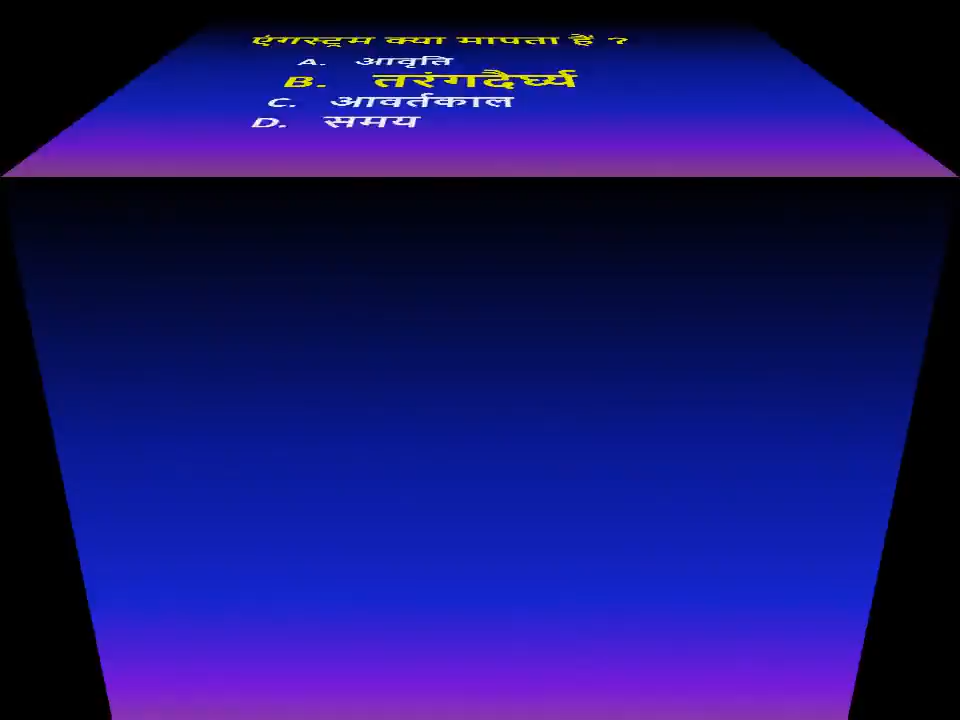 एंगस्ट्रम क्या मापता हैं ?
A. आवृति
B. तरंगदैर्घ्य
C. आवर्तकाल
D. समय